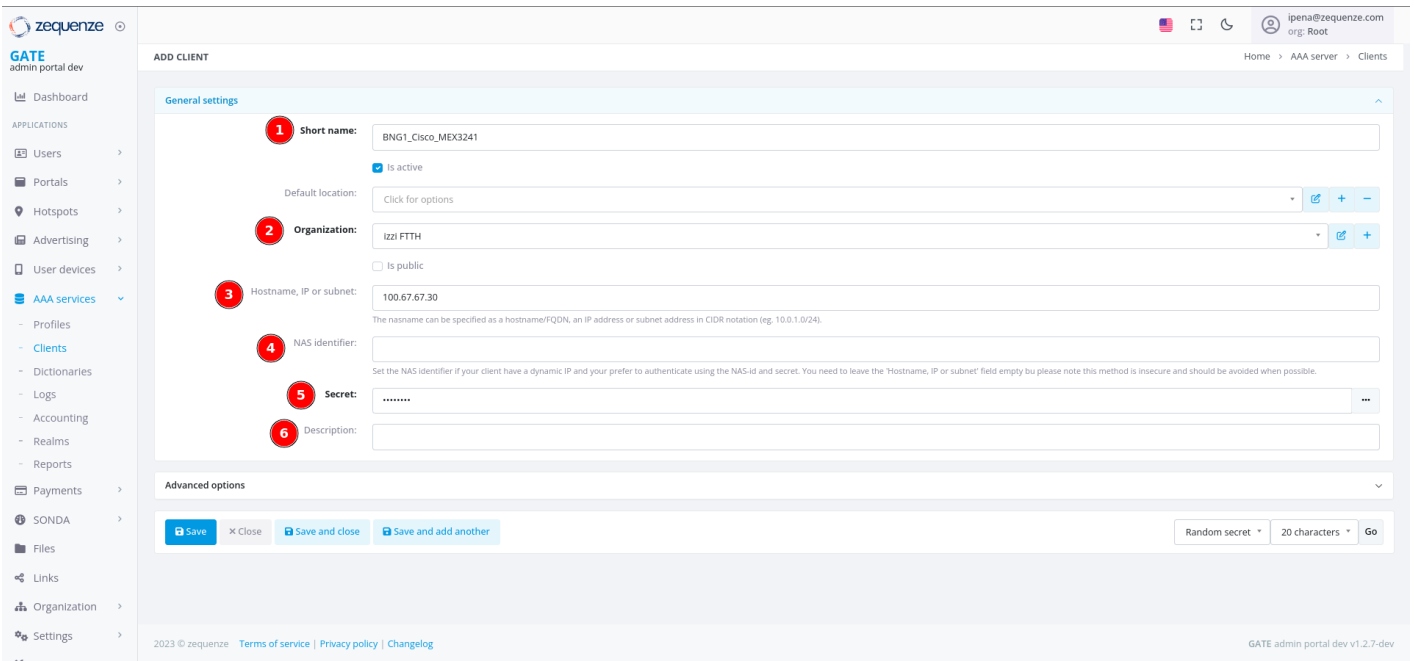 zequenze
ipena@zequenze.com
org: Root
GATE
admin portal dev
ADD CLIENT
Home > AAA server > Clients
Dashboard
APPLICATIONS
Users
Portals
Hotspots
Advertising
User devices
AAA services
- Profiles
- Clients
- Dictionaries
- Logs
- Accounting
- Realms
- Reports
Payments
SONDA
Files
Links
Organization
Settings
General settings
1 Short name: BNG1_Cisco_MEX3241
Is active
Default location: Click for options
2 Organization: izzi FTTH
Is public
3 Hostname, IP or subnet: 100.67.67.30
The nasname can be specified as a hostname/FQDN, an IP address or subnet address in CIDR notation (eg. 10.0.1.0/24).
4 NAS identifier:
Set the NAS identifier if your client have a dynamic IP and your prefer to authenticate using the NAS-id and secret. You need to leave the 'Hostname, IP or subnet' field empty bu please note this method is insecure and should be avoided when possible.
5 Secret: ••••••••
6 Description:
Advanced options
Save × Close Save and close Save and add another Random secret 20 characters Go
2023 © zequenze Terms of service | Privacy policy | Changelog
GATE admin portal dev v1.2.7-dev